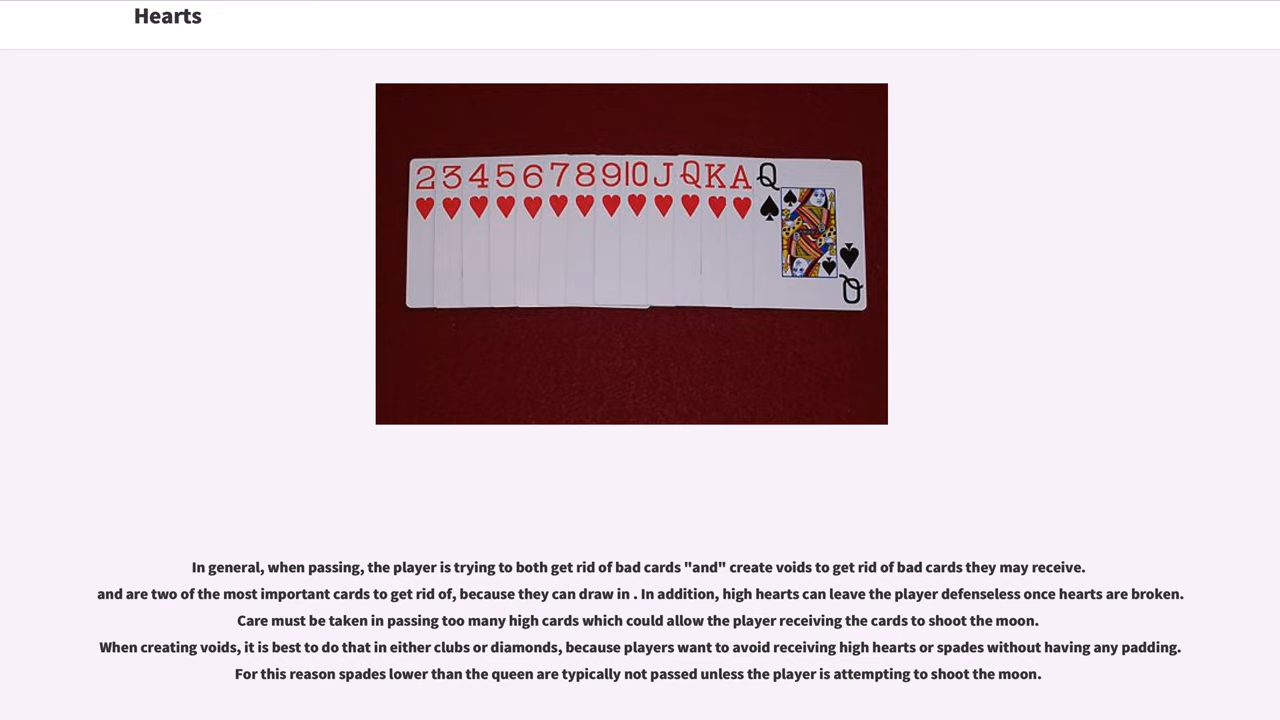 Hearts
2 3 4 5 6 7 8 9 10 J Q K A Q
Q
In general, when passing, the player is trying to both get rid of bad cards "and" create voids to get rid of bad cards they may receive.
and are two of the most important cards to get rid of, because they can draw in . In addition, high hearts can leave the player defenseless once hearts are broken.
Care must be taken in passing too many high cards which could allow the player receiving the cards to shoot the moon.
When creating voids, it is best to do that in either clubs or diamonds, because players want to avoid receiving high hearts or spades without having any padding.
For this reason spades lower than the queen are typically not passed unless the player is attempting to shoot the moon.